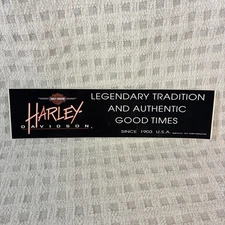 HARLEY
DAVIDSON
LEGENDARY TRADITION
AND AUTHENTIC
GOOD TIMES
SINCE 1903 U.S.A.